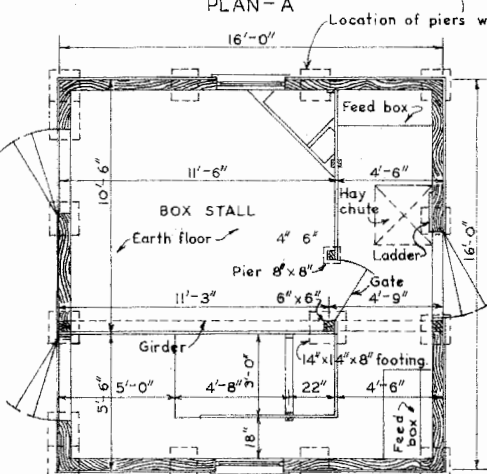 PLAN-A
Location of piers w
16'-0"
Feed box
11'-6"
4'-6"
10'-6"
Hay
chute
BOX STALL
Earth floor
4" 6"
Ladder
16'-0"
Pier 8"x8"
Gate
11'-3"
6"x6"
4'-9"
Girder
14"x14"x8" footing.
5'-0"
4'-8"
3'-0"
22"
4'-6"
5'-6"
18"
Feed
box